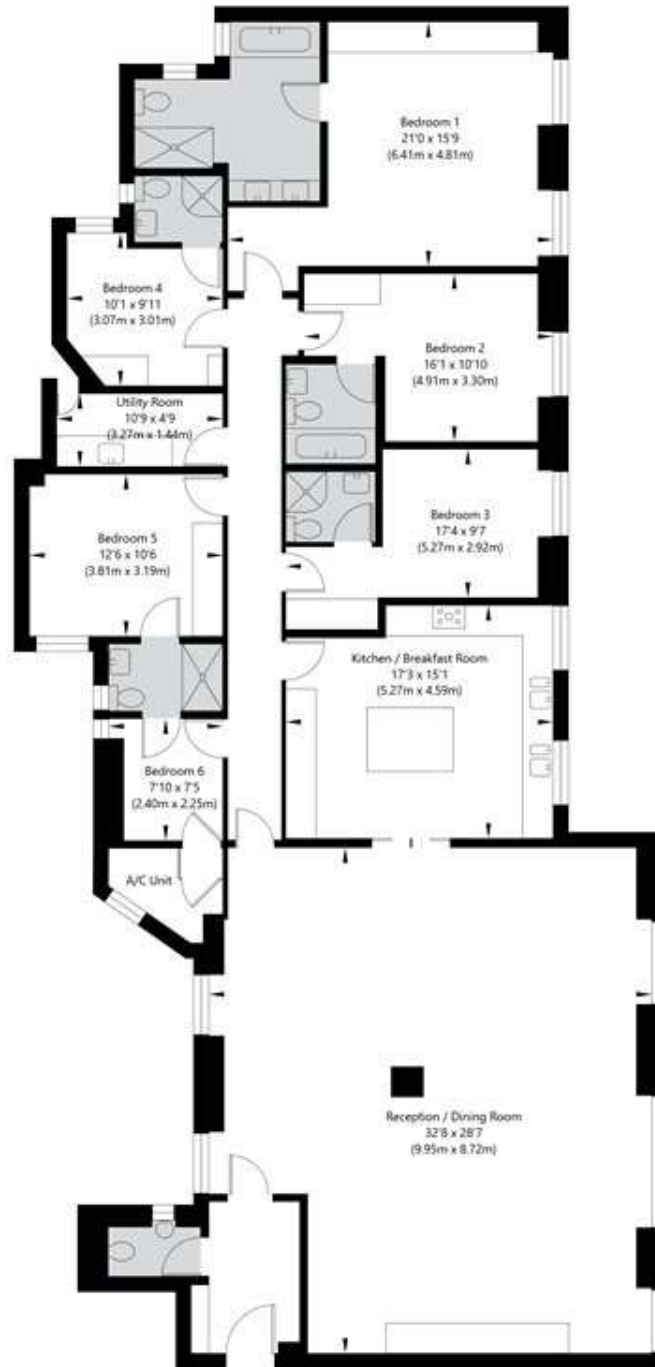 Bedroom 1
21'0 x 15'9
(6.41m x 4.81m)
Bedroom 4
10'1 x 9'11
(3.07m x 3.01m)
Bedroom 2
16'1 x 10'10
(4.91m x 3.30m)
Utility Room
10'9 x 4'9
(3.27m x 1.44m)
Bedroom 3
17'4 x 9'7
(5.27m x 2.92m)
Bedroom 5
12'6 x 10'6
(3.81m x 3.19m)
Kitchen / Breakfast Room
17'3 x 15'1
(5.27m x 4.59m)
Bedroom 6
7'10 x 7'5
(2.40m x 2.25m)
A/C Unit
Reception / Dining Room
32'8 x 28'7
(9.95m x 8.72m)